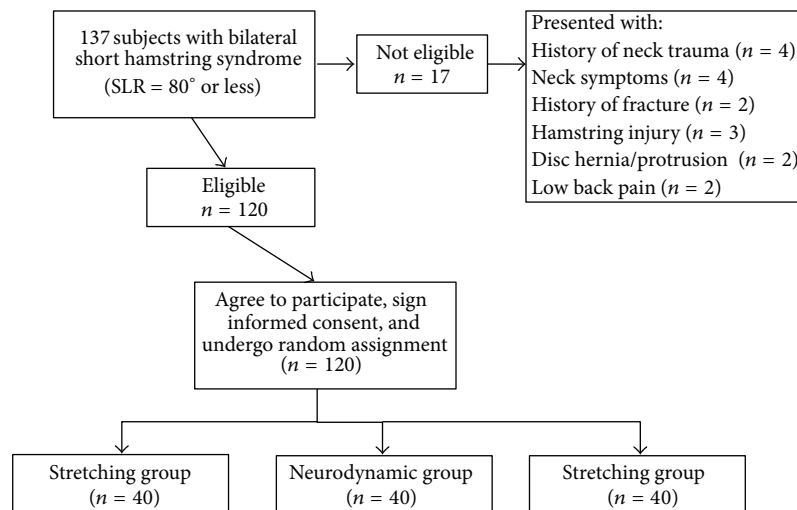 137 subjects with bilateral
short hamstring syndrome
(SLR = 80° or less)
Not eligible
n = 17
Presented with:
History of neck trauma (n = 4)
Neck symptoms (n = 4)
History of fracture (n = 2)
Hamstring injury (n = 3)
Disc hernia/protrusion (n = 2)
Low back pain (n = 2)
Eligible
n = 120
Agree to participate, sign
informed consent, and
undergo random assignment
(n = 120)
Stretching group
(n = 40)
Neurodynamic group
(n = 40)
Stretching group
(n = 40)